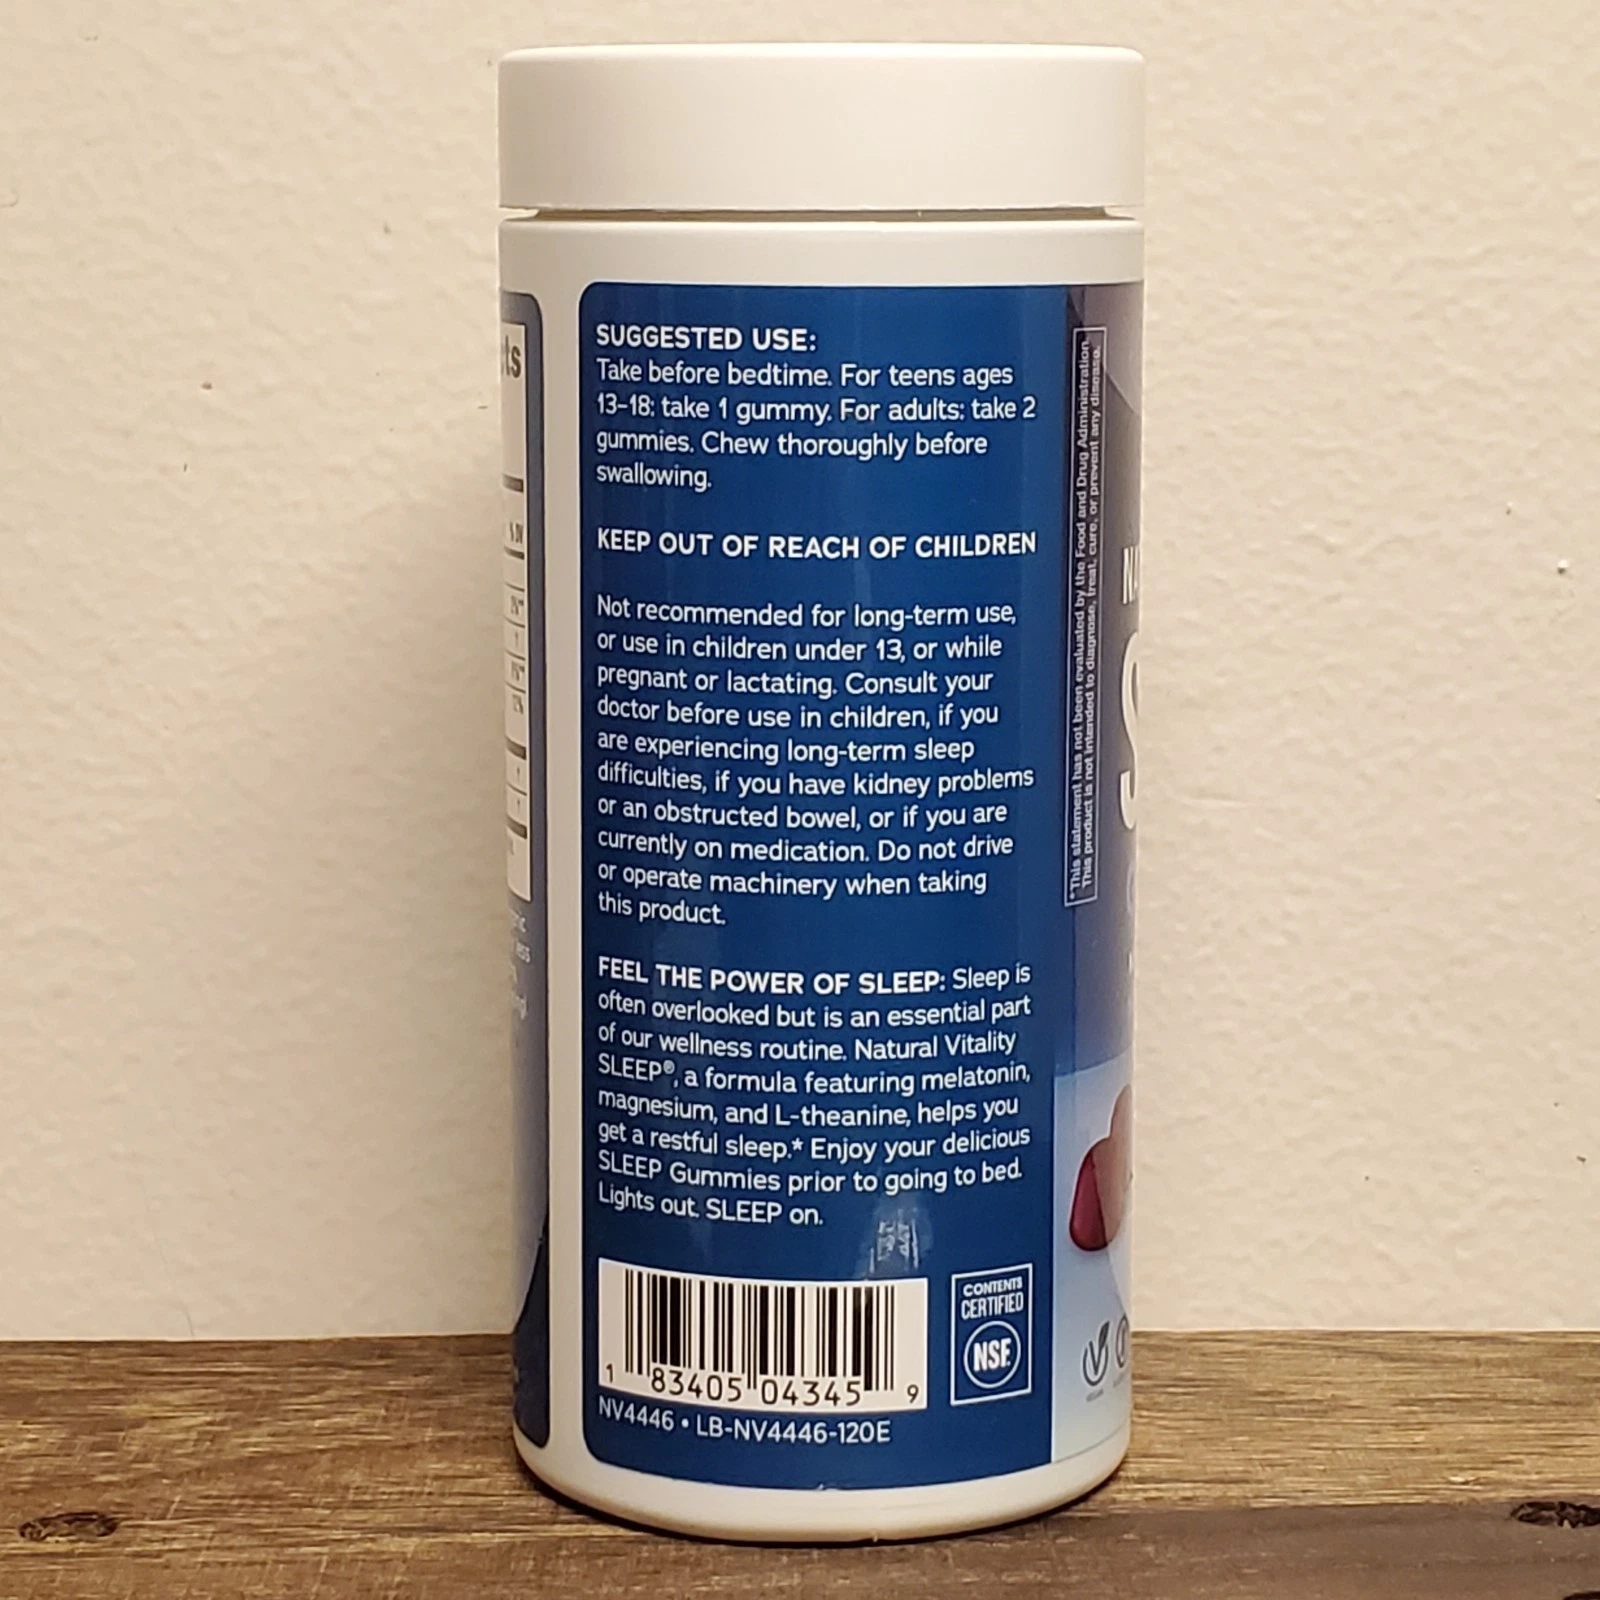 SUGGESTED USE:
Take before bedtime. For teens ages
13-18: take 1 gummy. For adults: take 2
gummies. Chew thoroughly before
swallowing.
KEEP OUT OF REACH OF CHILDREN
Not recommended for long-term use,
or use in children under 13, or while
pregnant or lactating. Consult your
doctor before use in children, if you
are experiencing long-term sleep
difficulties, if you have kidney problems
or an obstructed bowel, or if you are
currently on medication. Do not drive
or operate machinery when taking
this product.
FEEL THE POWER OF SLEEP: Sleep is
often overlooked but is an essential part
of our wellness routine. Natural Vitality
SLEEP®, a formula featuring melatonin,
magnesium, and L-theanine, helps you
get a restful sleep.* Enjoy your delicious
SLEEP Gummies prior to going to bed.
Lights out. SLEEP on.
1 83405 04345 9
NV4446 • LB-NV4446-120E
CONTENTS
CERTIFIED
NSF.
*This statement has not been evaluated by the Food and Drug Administration.
This product is not intended to diagnose, treat, cure, or prevent any disease.
% DV
VEGAN